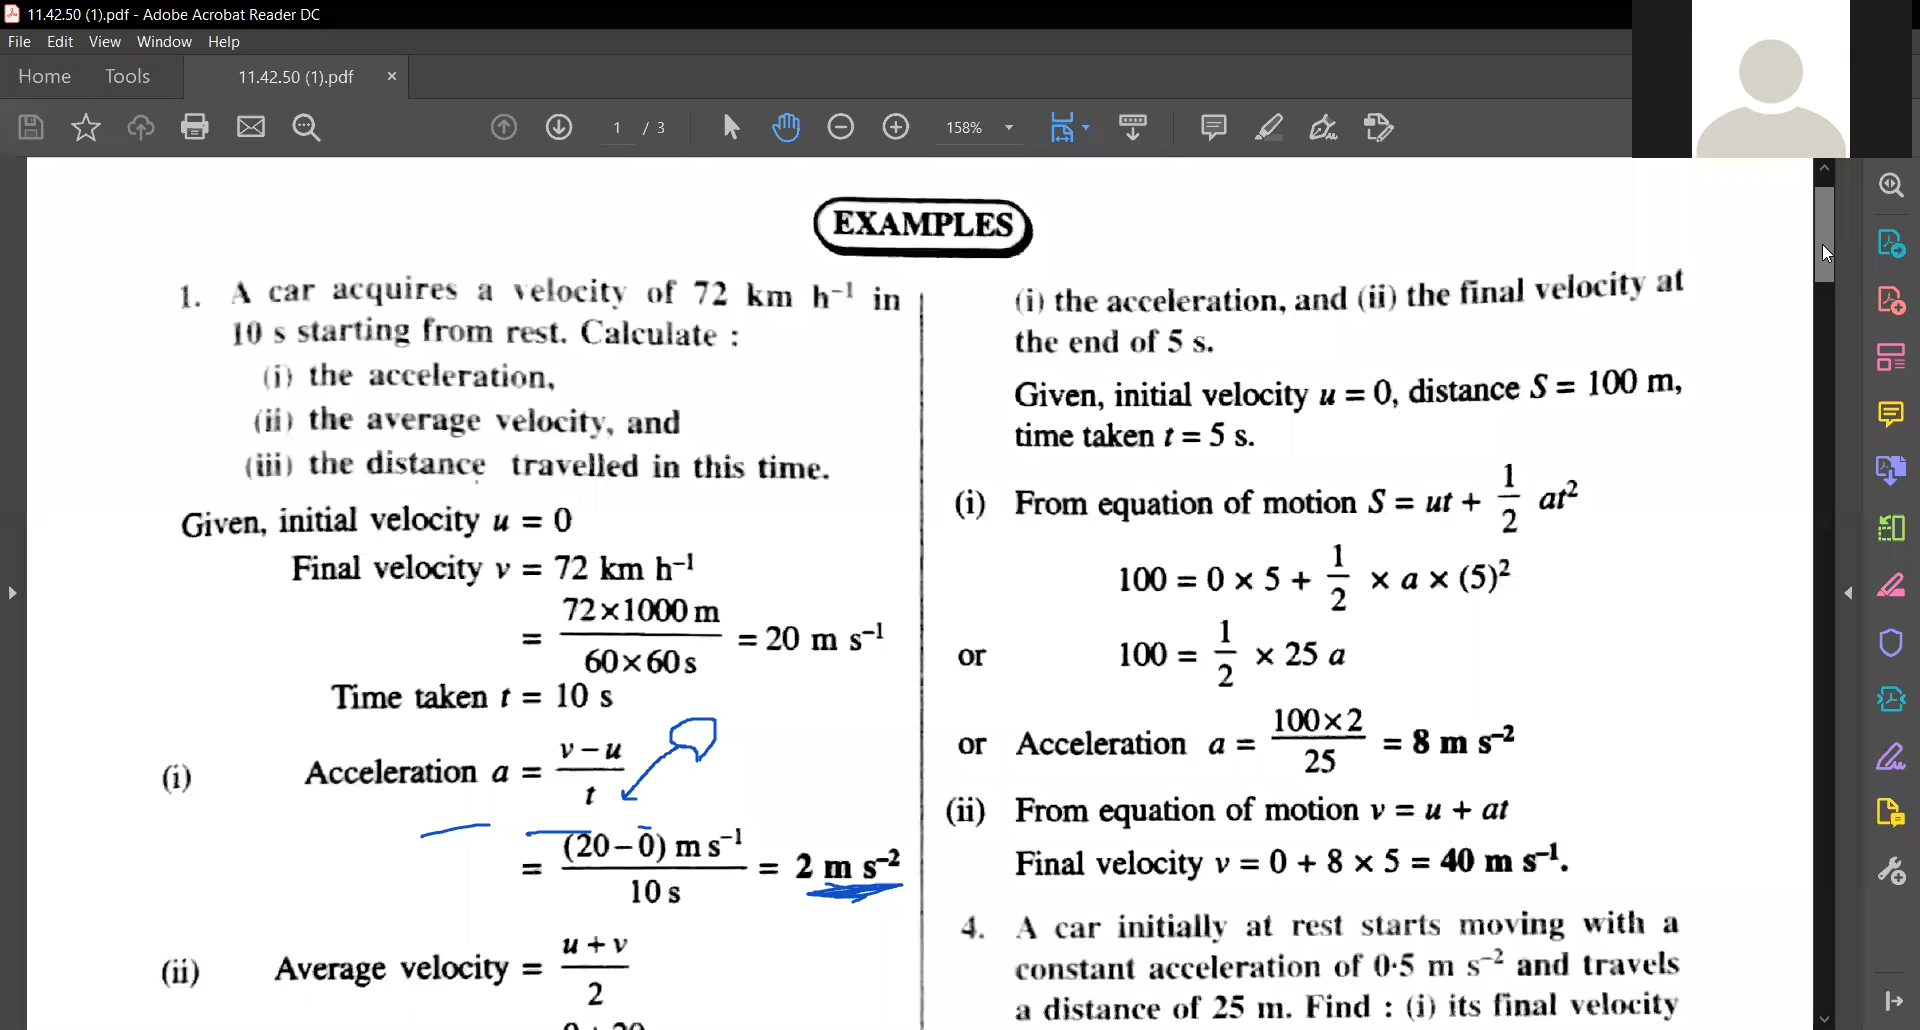 11.42.50 (1).pdf - Adobe Acrobat Reader DC
File Edit View Window Help
Home Tools 11.42.50 (1).pdf ×
1 / 3 158%
EXAMPLES
1. A car acquires a velocity of 72 km h⁻¹ in
10 s starting from rest. Calculate :
(i) the acceleration,
(ii) the average velocity, and
(iii) the distance travelled in this time.
Given, initial velocity u = 0
Final velocity v = 72 km h⁻¹
= 72×1000 m / 60×60 s = 20 m s⁻¹
Time taken t = 10 s
(i) Acceleration a = v – u / t
= (20 – 0) m s⁻¹ / 10 s = 2 m s⁻²
(ii) Average velocity = u + v / 2
(i) the acceleration, and (ii) the final velocity at
the end of 5 s.
Given, initial velocity u = 0, distance S = 100 m,
time taken t = 5 s.
(i) From equation of motion S = ut + 1/2 at²
100 = 0 × 5 + 1/2 × a × (5)²
or 100 = 1/2 × 25 a
or Acceleration a = 100×2 / 25 = 8 m s⁻²
(ii) From equation of motion v = u + at
Final velocity v = 0 + 8 × 5 = 40 m s⁻¹.
4. A car initially at rest starts moving with a
constant acceleration of 0·5 m s⁻² and travels
a distance of 25 m. Find : (i) its final velocity